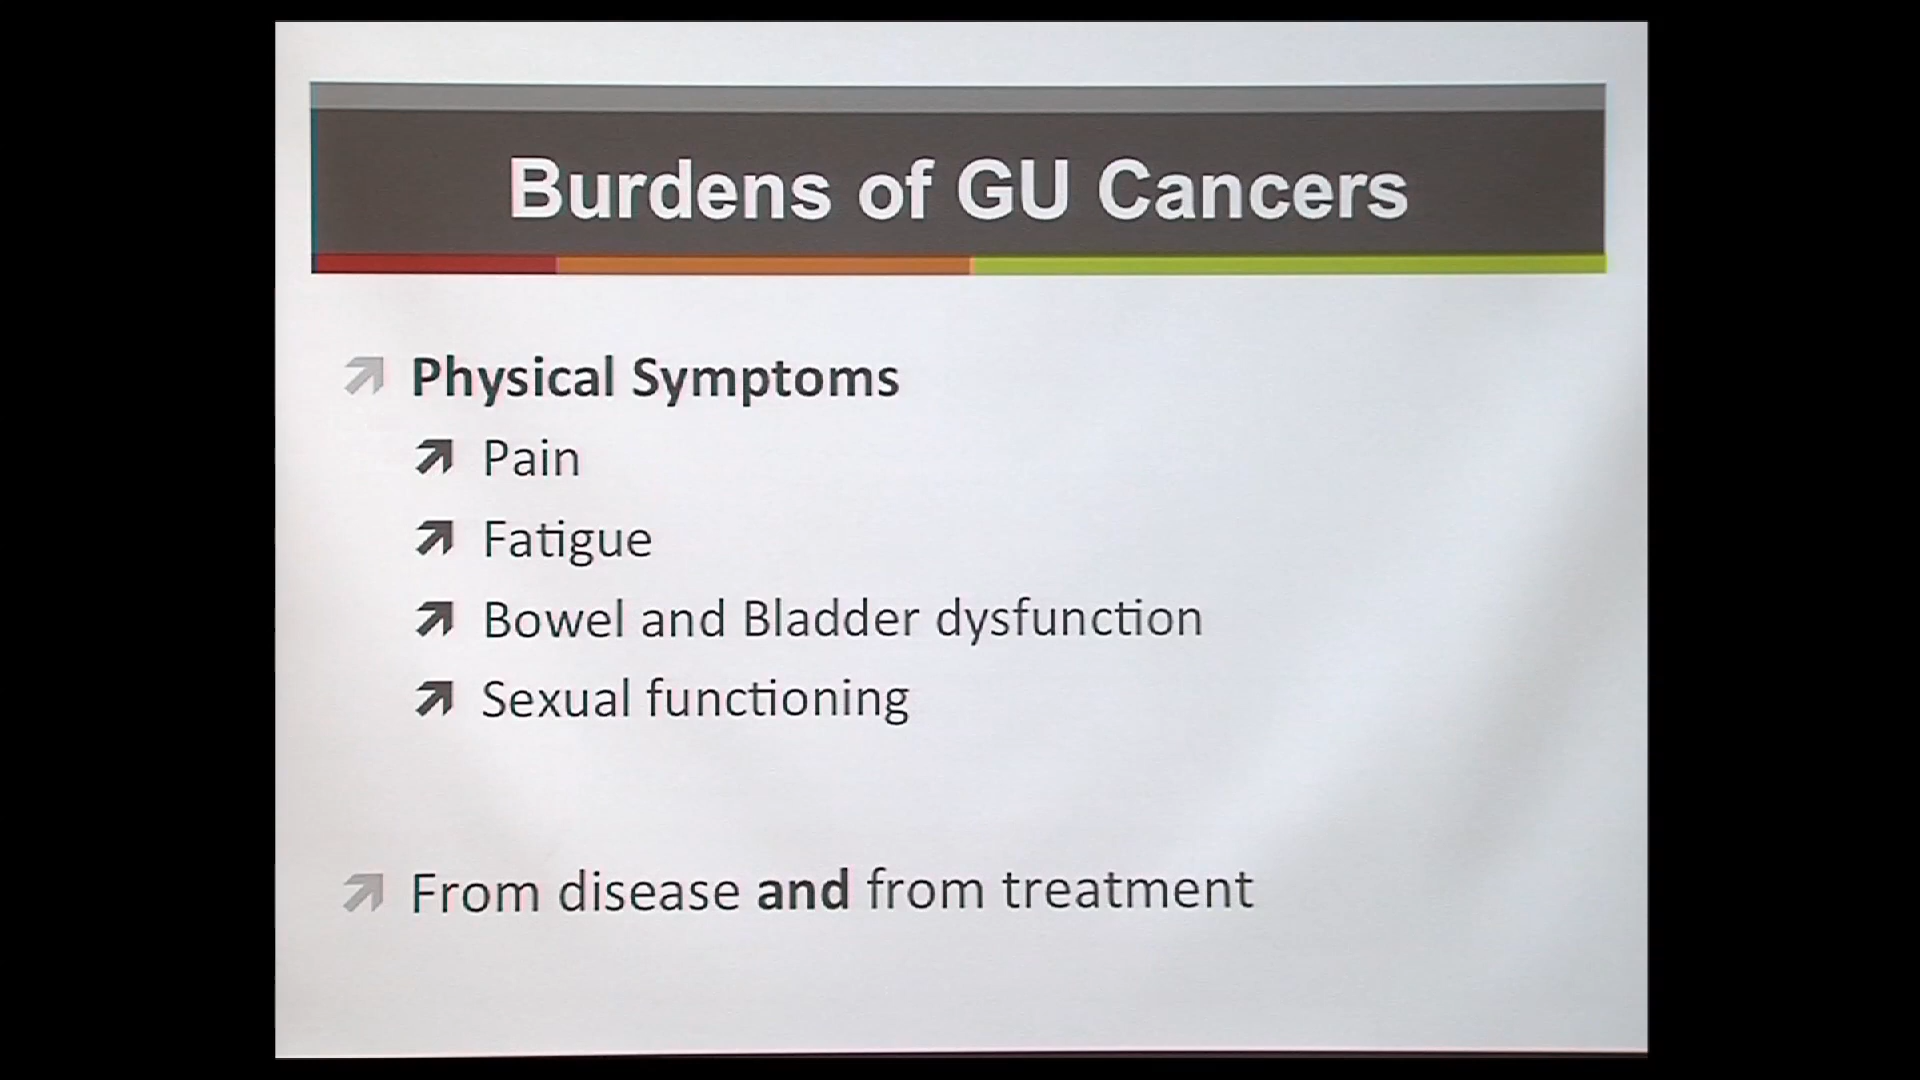 Burdens of GU Cancers
Physical Symptoms
Pain
Fatigue
Bowel and Bladder dysfunction
Sexual functioning
From disease and from treatment